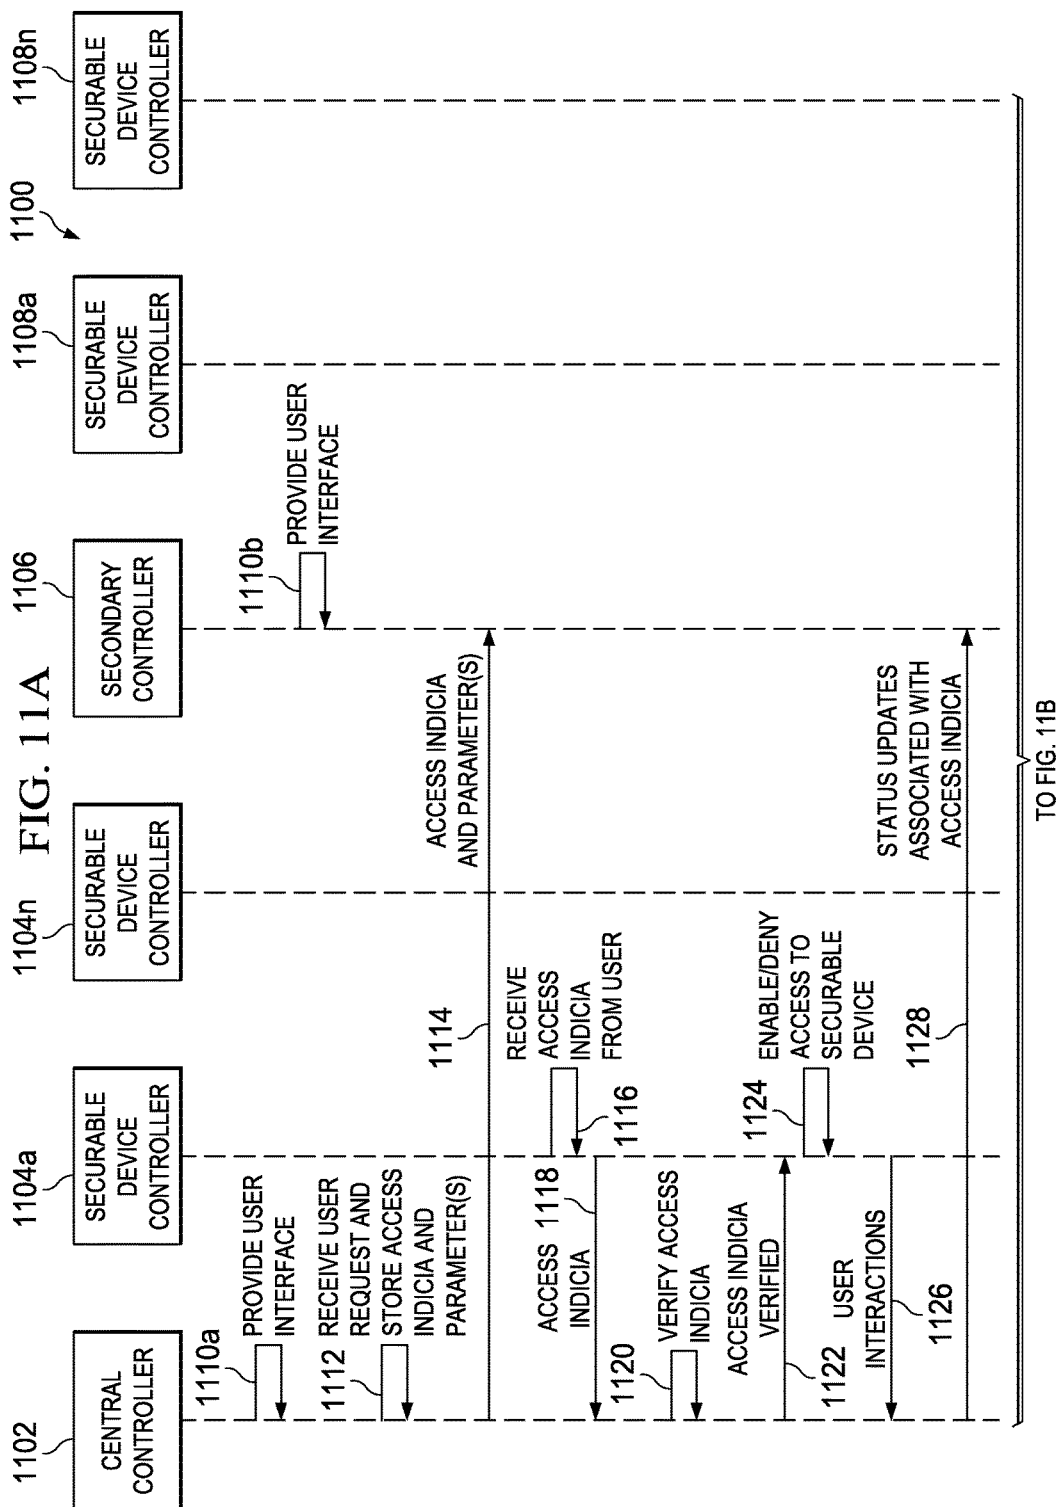 FIG. 11A
1100
1102
CENTRAL
CONTROLLER
1104a
SECURABLE
DEVICE
CONTROLLER
1104n
SECURABLE
DEVICE
CONTROLLER
1106
SECONDARY
CONTROLLER
1108a
SECURABLE
DEVICE
CONTROLLER
1108n
SECURABLE
DEVICE
CONTROLLER
1110a
PROVIDE USER
INTERFACE
1110b
PROVIDE USER
INTERFACE
1112
RECEIVE USER
REQUEST AND
STORE ACCESS
INDICIA AND
PARAMETER(S)
1114
ACCESS INDICIA
AND PARAMETER(S)
RECEIVE
ACCESS
INDICIA
FROM USER
1116
ACCESS
INDICIA
1118
1120
VERIFY ACCESS
INDICIA
ACCESS INDICIA
VERIFIED
1122
1124
ENABLE/DENY
ACCESS TO
SECURABLE
DEVICE
USER
INTERACTIONS
1126
1128
STATUS UPDATES
ASSOCIATED WITH
ACCESS INDICIA
TO FIG. 11B